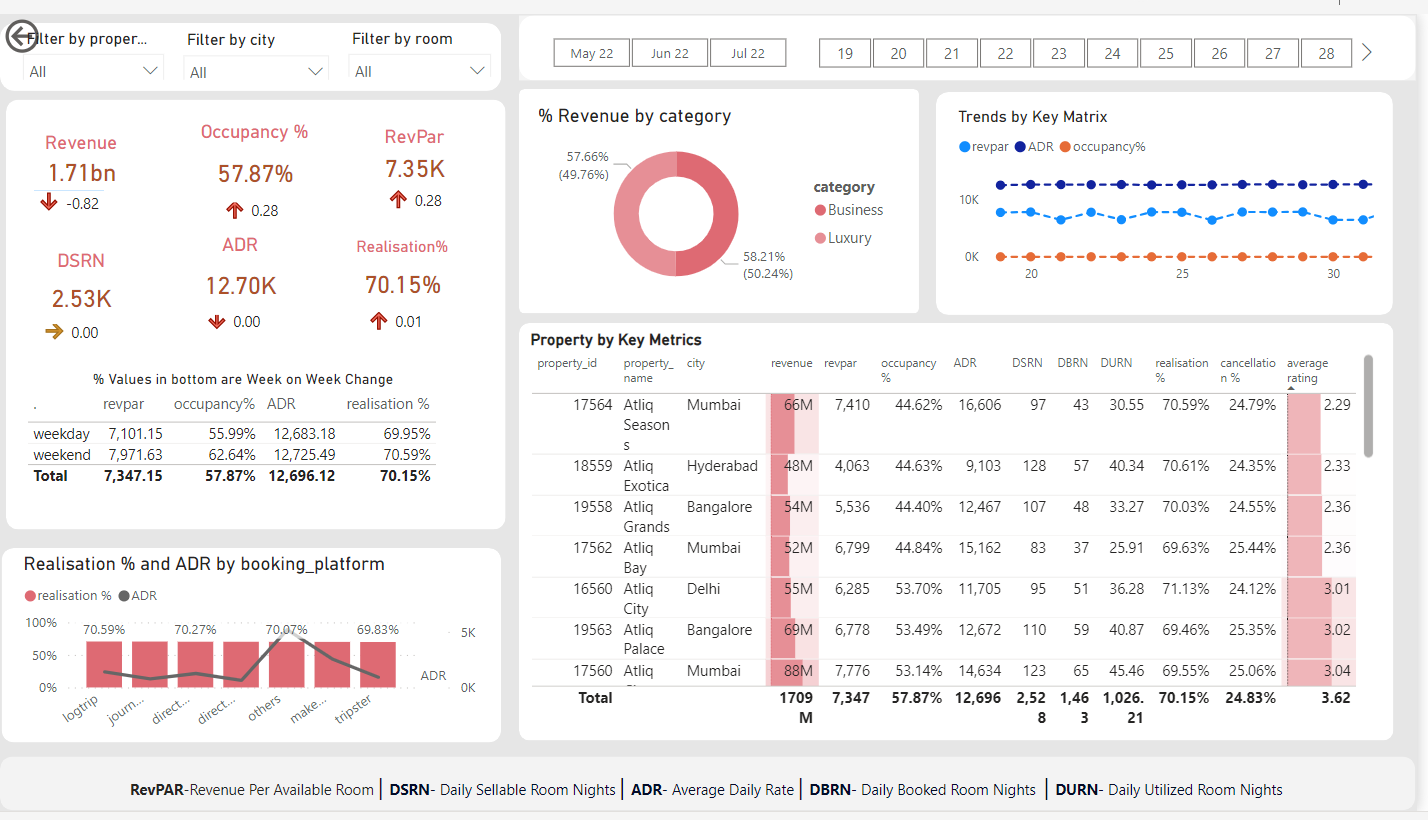 Filter by proper...
Filter by city
Filter by room
All
All
All
May 22
Jun 22
Jul 22
19
20
21
22
23
24
25
26
27
28
Revenue
1.71bn
-0.82
Occupancy %
57.87%
0.28
RevPar
7.35K
0.28
DSRN
2.53K
0.00
ADR
12.70K
0.00
Realisation%
70.15%
0.01
% Values in bottom are Week on Week Change
. revpar occupancy% ADR realisation %
weekday 7,101.15 55.99% 12,683.18 69.95%
weekend 7,971.63 62.64% 12,725.49 70.59%
Total 7,347.15 57.87% 12,696.12 70.15%
% Revenue by category
57.66%
(49.76%)
58.21%
(50.24%)
category
Business
Luxury
Trends by Key Matrix
revpar ADR occupancy%
10K
0K
20 25 30
Realisation % and ADR by booking_platform
realisation % ADR
100%
50%
0%
70.59% 70.27% 70.07% 69.83%
5K
0K
ADR
logtrip journ... direct... direct... others make... tripster
Property by Key Metrics
property_id property_ city revenue revpar occupancy ADR DSRN DBRN DURN realisation cancellatio average
name % % n % rating
17564 Atliq Mumbai 66M 7,410 44.62% 16,606 97 43 30.55 70.59% 24.79% 2.29
Season
s
18559 Atliq Hyderabad 48M 4,063 44.63% 9,103 128 57 40.34 70.61% 24.35% 2.33
Exotica
19558 Atliq Bangalore 54M 5,536 44.40% 12,467 107 48 33.27 70.03% 24.55% 2.36
Grands
17562 Atliq Mumbai 52M 6,799 44.84% 15,162 83 37 25.91 69.63% 25.44% 2.36
Bay
16560 Atliq Delhi 55M 6,285 53.70% 11,705 95 51 36.28 71.13% 24.12% 3.01
City
19563 Atliq Bangalore 69M 6,778 53.49% 12,672 110 59 40.87 69.46% 25.35% 3.02
Palace
17560 Atliq Mumbai 88M 7,776 53.14% 14,634 123 65 45.46 69.55% 25.06% 3.04
Total 1709 7,347 57.87% 12,696 2,52 1,46 1,026. 70.15% 24.83% 3.62
M 8 3 21
RevPAR-Revenue Per Available Room | DSRN- Daily Sellable Room Nights | ADR- Average Daily Rate | DBRN- Daily Booked Room Nights | DURN- Daily Utilized Room Nights